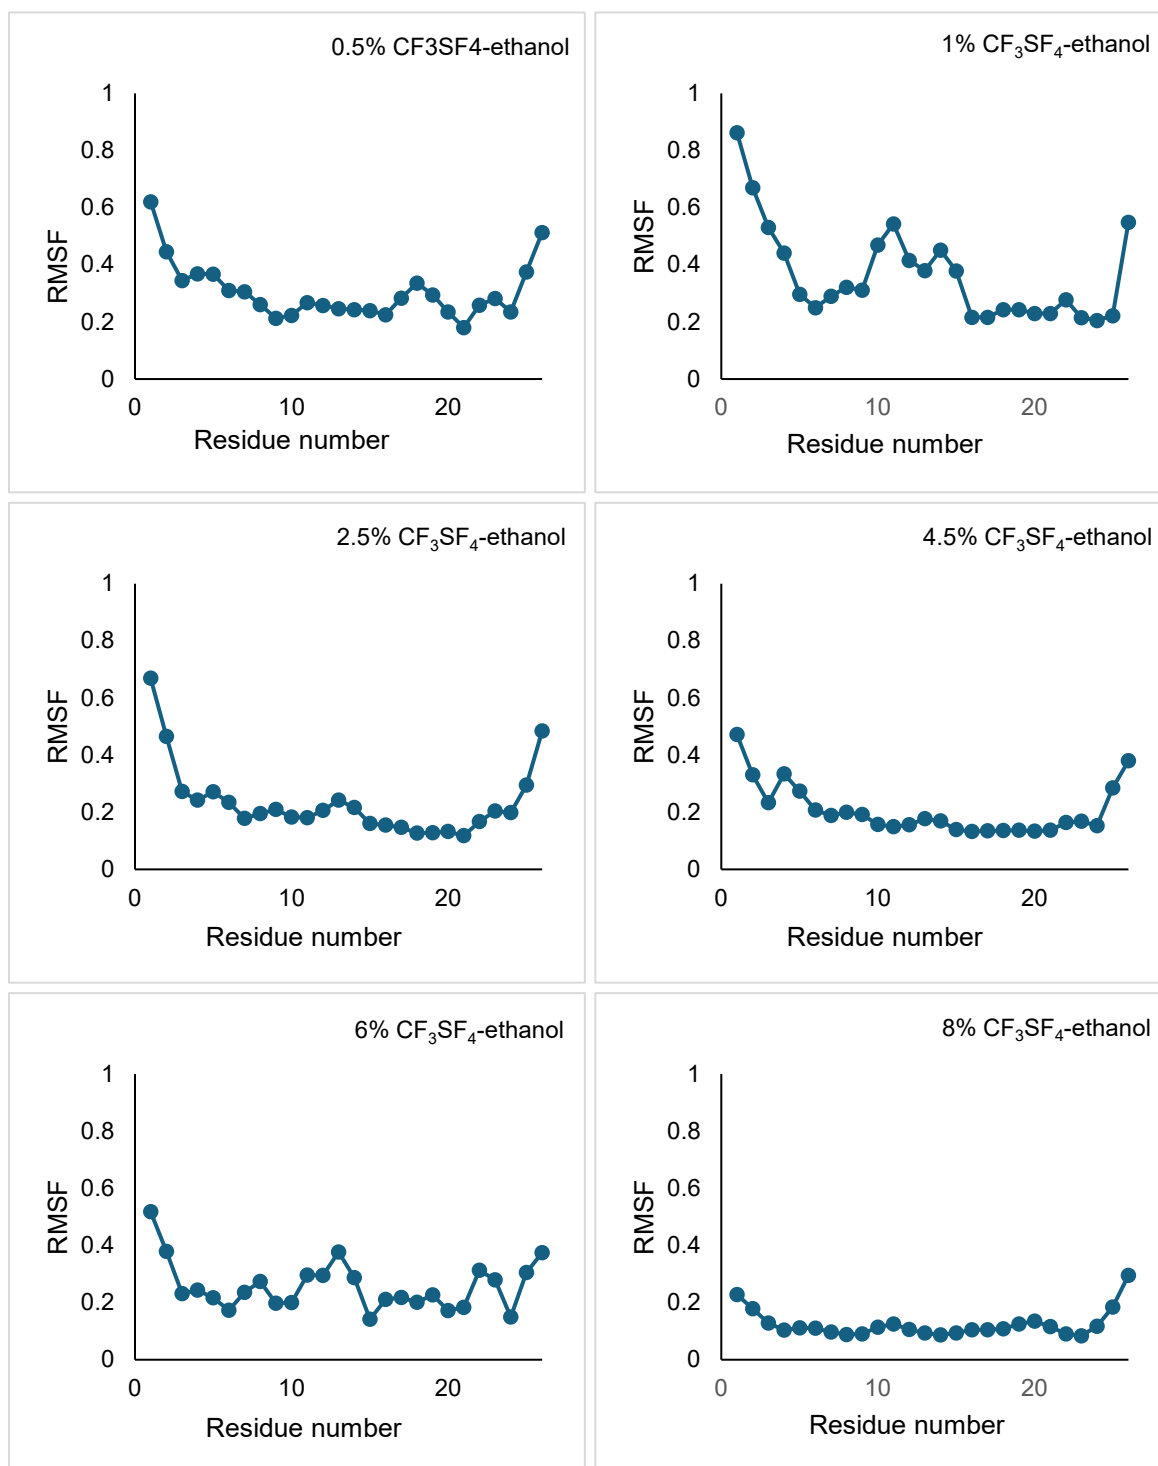 0.5% CF3SF4-ethanol
1
0.8
0.6
0.4
0.2
0
RMSF
0 10 20
Residue number
1% CF₃SF₄-ethanol
1
0.8
0.6
0.4
0.2
0
RMSF
0 10 20
Residue number
2.5% CF₃SF₄-ethanol
1
0.8
0.6
0.4
0.2
0
RMSF
0 10 20
Residue number
4.5% CF₃SF₄-ethanol
1
0.8
0.6
0.4
0.2
0
RMSF
0 10 20
Residue number
6% CF₃SF₄-ethanol
1
0.8
0.6
0.4
0.2
0
RMSF
0 10 20
Residue number
8% CF₃SF₄-ethanol
1
0.8
0.6
0.4
0.2
0
RMSF
0 10 20
Residue number